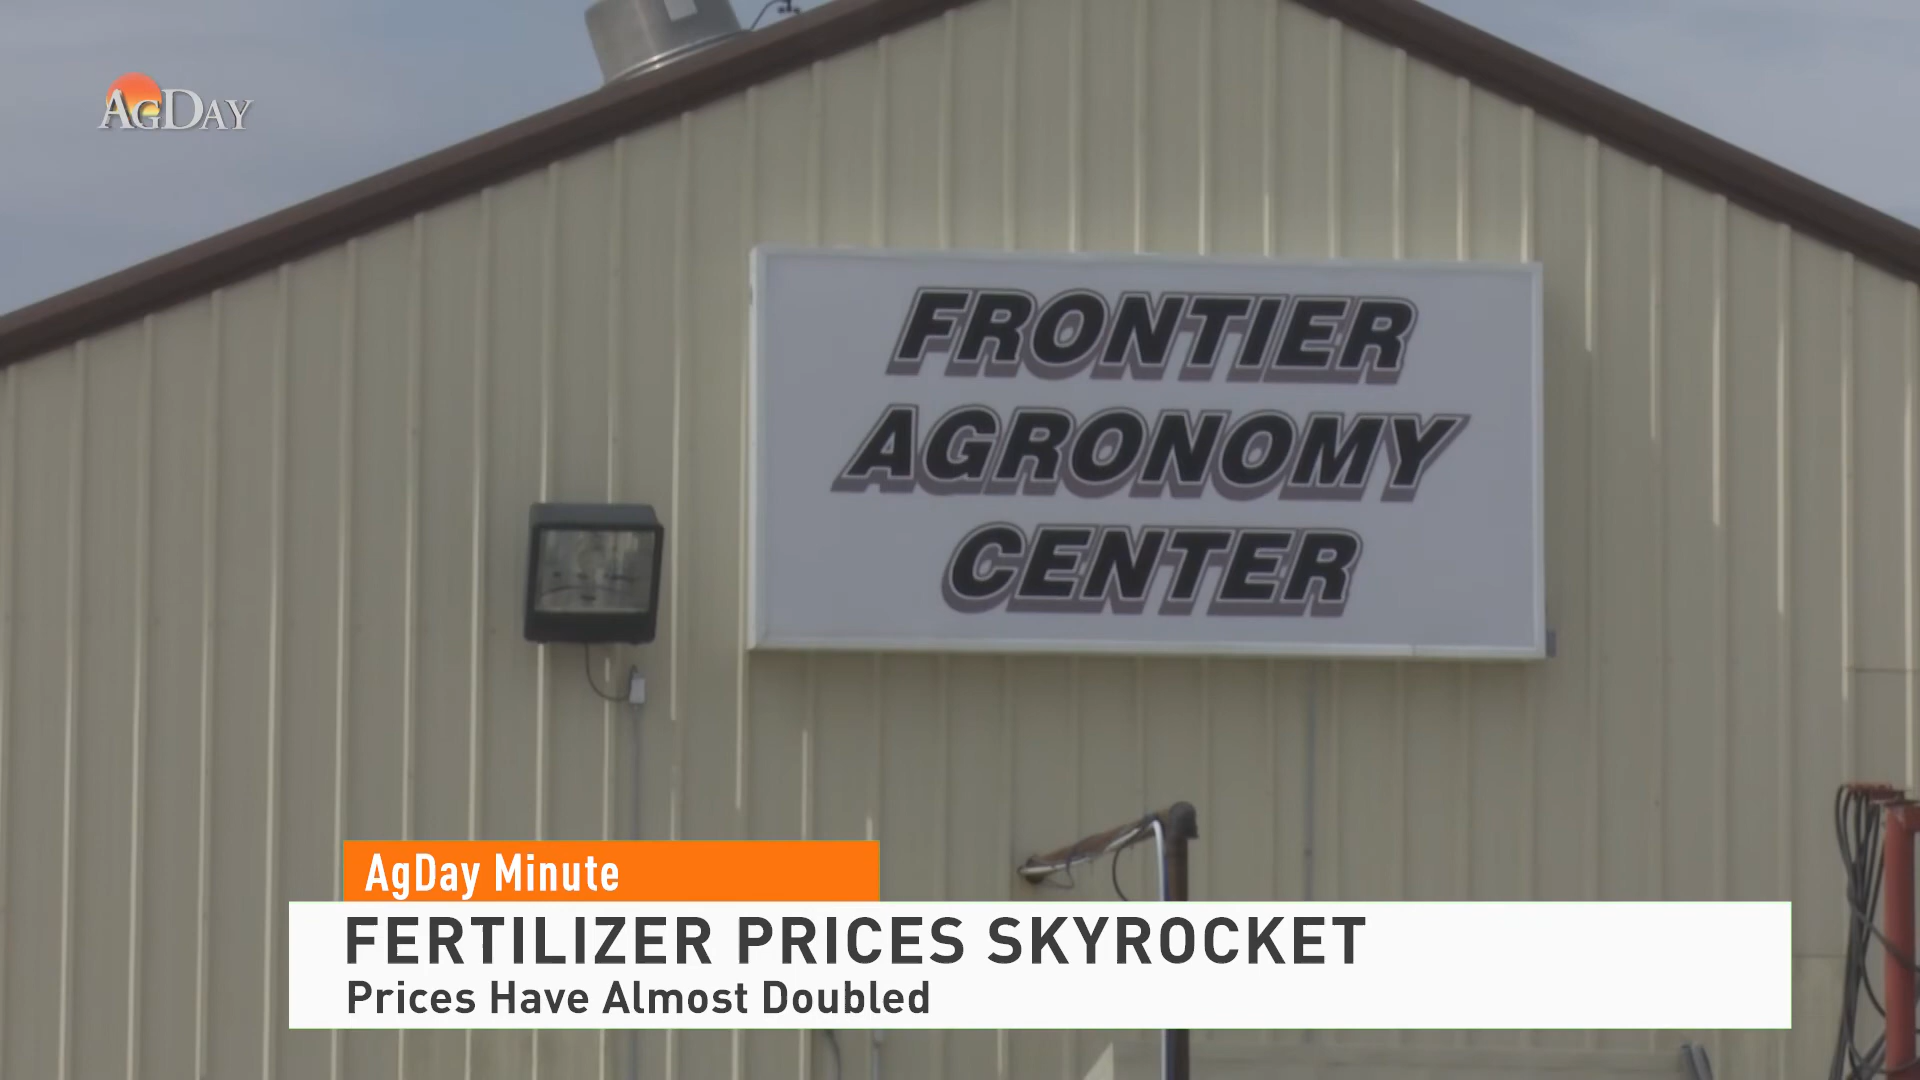 AGDAY
FRONTIER
AGRONOMY
CENTER
AgDay Minute
FERTILIZER PRICES SKYROCKET
Prices Have Almost Doubled